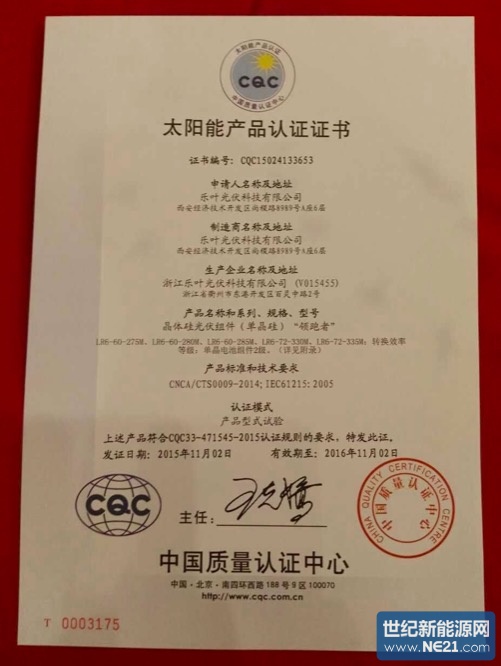 太阳能产品认证
CQC
中国质量认证中心
太阳能产品认证证书
证书编号: CQC15024133653
申请人名称及地址
乐叶光伏科技有限公司
西安经济技术开发区尚稷路8989号A座6层
制造商名称及地址
乐叶光伏科技有限公司
西安经济技术开发区尚稷路8989号A座6层
生产企业名称及地址
浙江乐叶光伏科技有限公司 (V015455)
浙江省衢州市东港开发区百灵中路2号
产品名称和系列、规格、型号
晶体硅光伏组件 (单晶硅) “领跑者”
LR6-60-275M、LR6-60-280M、LR6-60-285M、LR6-72-330M、LR6-72-335M; 转换效率
等级: 单晶电池组件2级。 (详见附录)
产品标准和技术要求
CNCA/CTS0009-2014; IEC61215: 2005
认证模式
产品型式试验
上述产品符合CQC33-471545-2015认证规则的要求, 特发此证。
发证日期: 2015年11月02日 有效期至: 2016年11月02日
CQC
主任:
CHINA QUALITY CERTIFICATION CENTRE
中国质量认证中心
中国质量认证中心
中国·北京·南四环西路188号9区 100070
http://www.cqc.com.cn
T 0003175
世纪新能源网
www.NE21.com